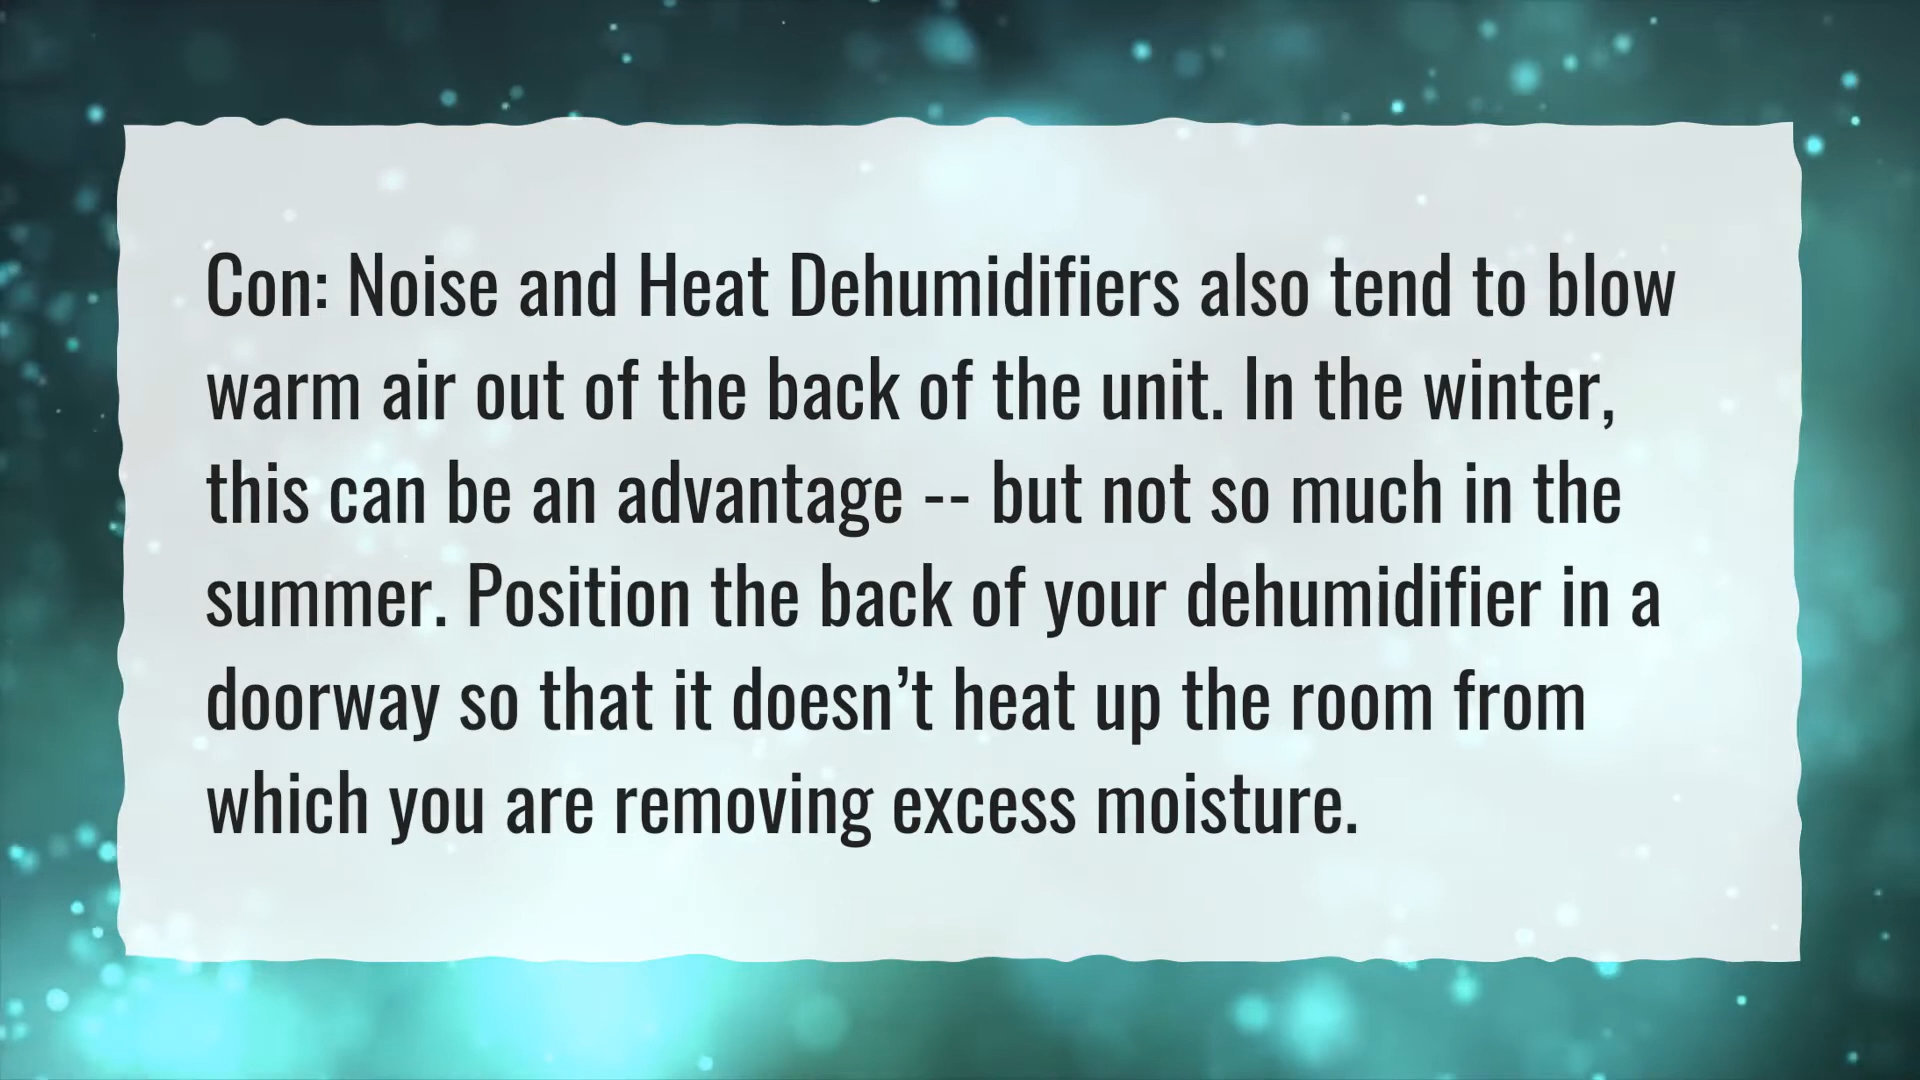 Con: Noise and Heat Dehumidifiers also tend to blow
warm air out of the back of the unit. In the winter,
this can be an advantage -- but not so much in the
summer. Position the back of your dehumidifier in a
doorway so that it doesn’t heat up the room from
which you are removing excess moisture.